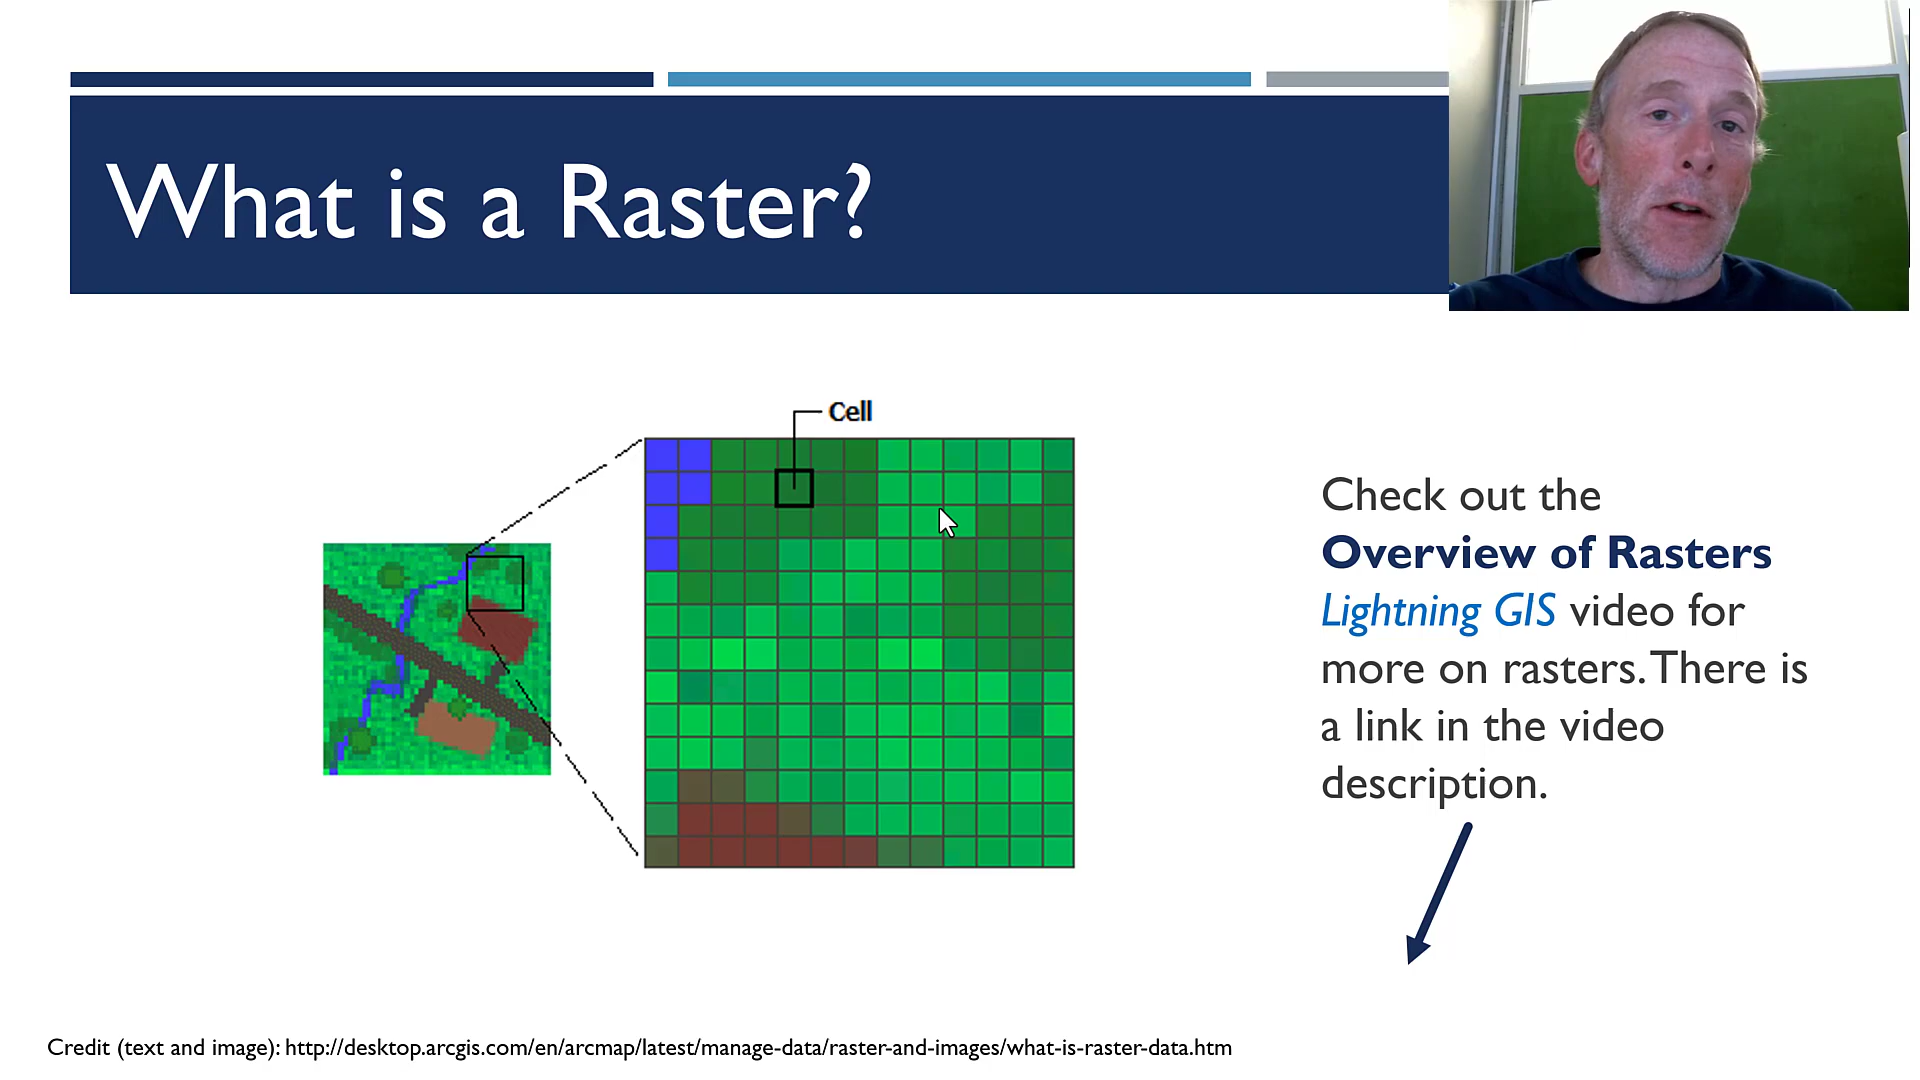 What is a Raster?
Cell
Check out the
Overview of Rasters
Lightning GIS video for
more on rasters. There is
a link in the video
description.
Credit (text and image): http://desktop.arcgis.com/en/arcmap/latest/manage-data/raster-and-images/what-is-raster-data.htm